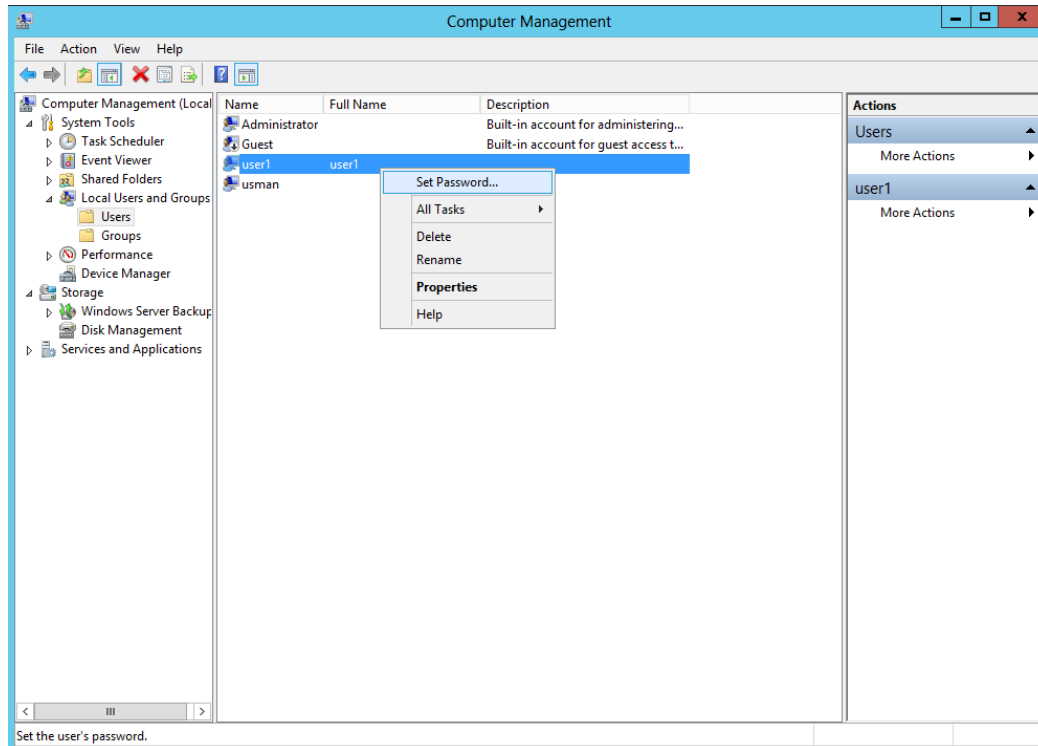 Computer Management
File Action View Help
Computer Management (Local
System Tools
Task Scheduler
Event Viewer
Shared Folders
Local Users and Groups
Users
Groups
Performance
Device Manager
Storage
Windows Server Backup
Disk Management
Services and Applications
Name Full Name Description
Administrator Built-in account for administering...
Guest Built-in account for guest access t...
user1 user1
usman
Set Password...
All Tasks
Delete
Rename
Properties
Help
Actions
Users
More Actions
user1
More Actions
Set the user's password.